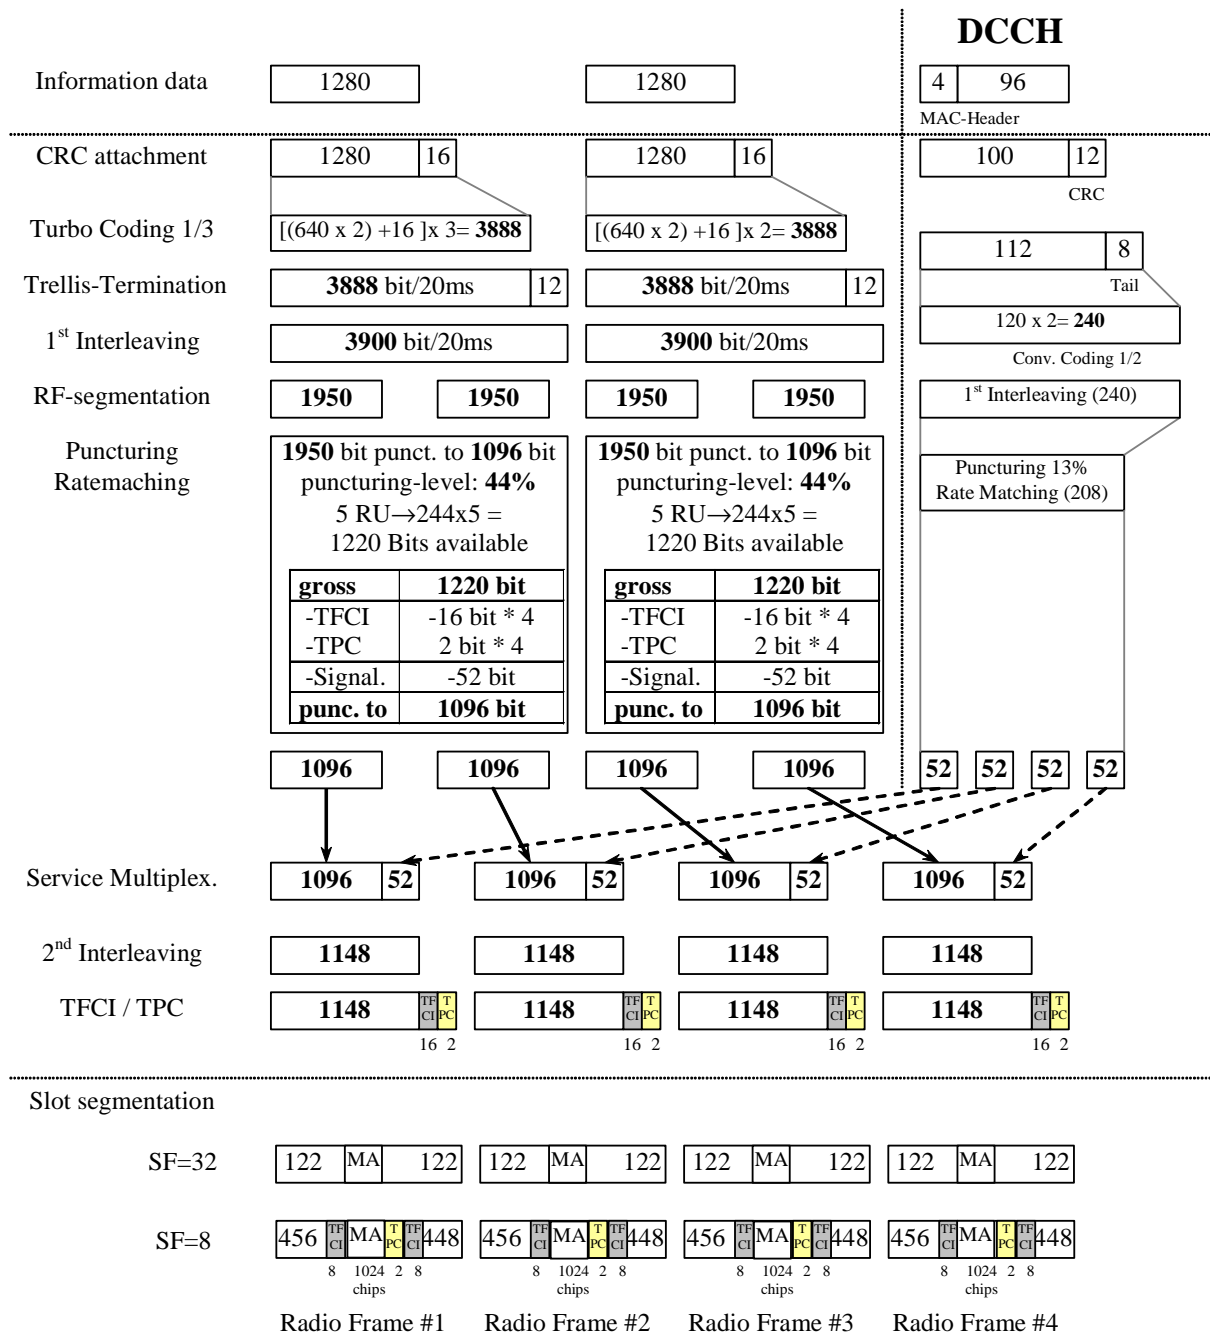 DCCH
Information data 1280 1280 4 96
MAC-Header
CRC attachment 1280 16 1280 16 100 12
CRC
Turbo Coding 1/3 [(640 x 2) +16 ]x 3= 3888 [(640 x 2) +16 ]x 2= 3888
112 8
Tail
Trellis-Termination 3888 bit/20ms 12 3888 bit/20ms 12
120 x 2= 240
Conv. Coding 1/2
1st Interleaving 3900 bit/20ms 3900 bit/20ms
RF-segmentation 1950 1950 1950 1950 1st Interleaving (240)
Puncturing 1950 bit punct. to 1096 bit 1950 bit punct. to 1096 bit Puncturing 13%
Ratemaching puncturing-level: 44% puncturing-level: 44% Rate Matching (208)
5 RU→244x5 = 5 RU→244x5 =
1220 Bits available 1220 Bits available
gross 1220 bit gross 1220 bit
-TFCI -16 bit * 4 -TFCI -16 bit * 4
-TPC 2 bit * 4 -TPC 2 bit * 4
-Signal. -52 bit -Signal. -52 bit
punc. to 1096 bit punc. to 1096 bit
1096 1096 1096 1096 52 52 52 52
Service Multiplex. 1096 52 1096 52 1096 52 1096 52
2nd Interleaving 1148 1148 1148 1148
TFCI / TPC 1148 TF CI T PC 1148 TF CI T PC 1148 TF CI T PC 1148 TF CI T PC
16 2 16 2 16 2 16 2
Slot segmentation
SF=32 122 MA 122 122 MA 122 122 MA 122 122 MA 122
SF=8 456 TF CI MA T PC TF CI 448 456 TF CI MA T PC TF CI 448 456 TF CI MA T PC TF CI 448 456 TF CI MA T PC TF CI 448
8 1024 2 8 8 1024 2 8 8 1024 2 8 8 1024 2 8
chips chips chips chips
Radio Frame #1 Radio Frame #2 Radio Frame #3 Radio Frame #4